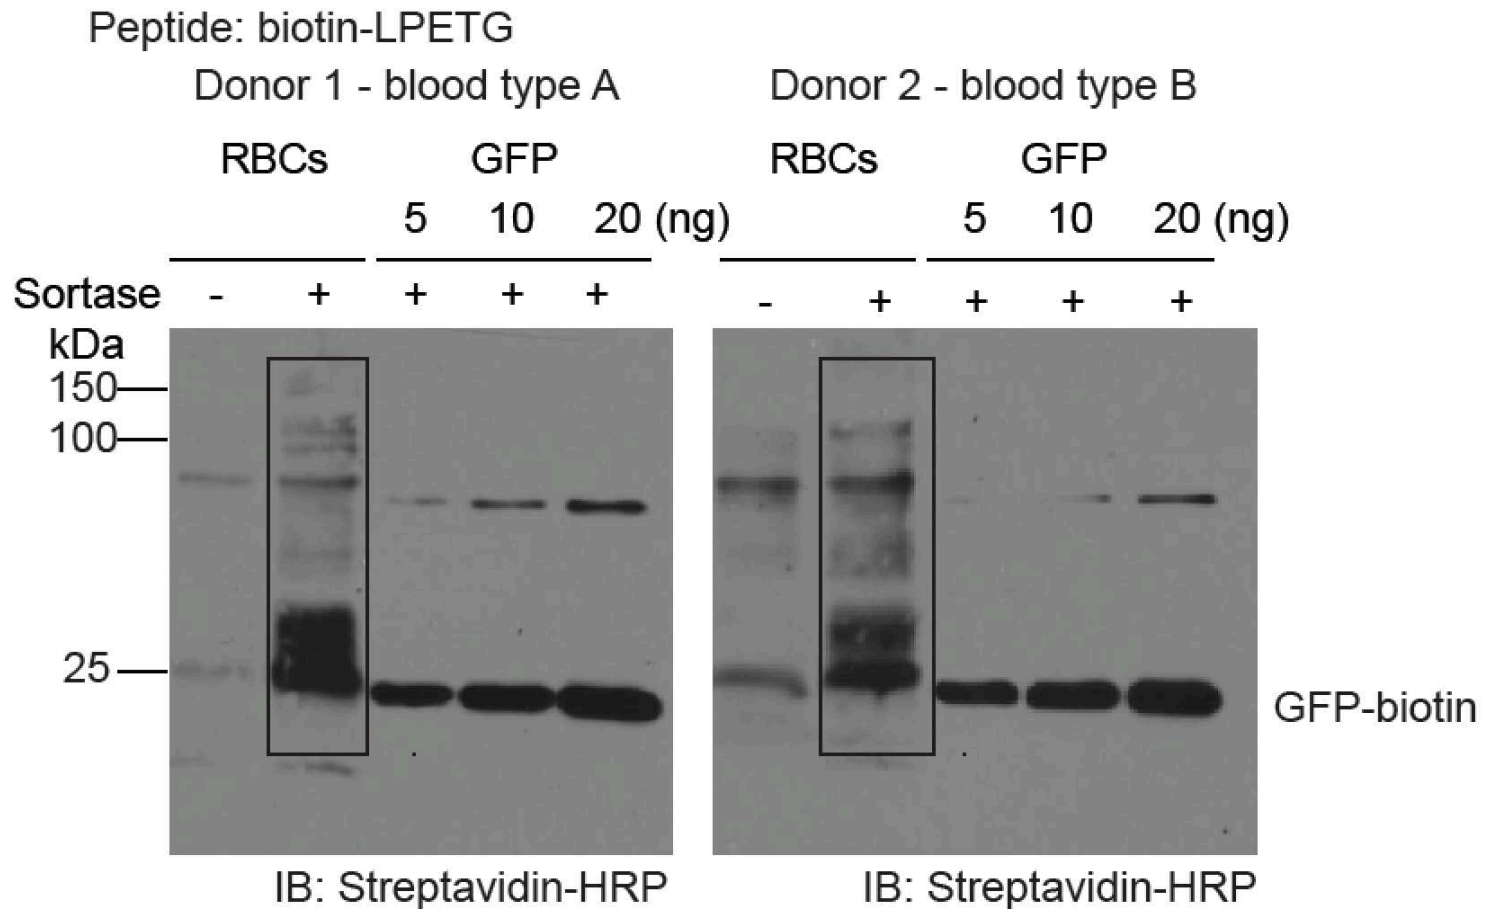 Peptide: biotin-LPETG
Donor 1 - blood type A Donor 2 - blood type B
RBCs GFP RBCs GFP
5 10 20 (ng) 5 10 20 (ng)
Sortase - + + + + - + + + +
kDa
150
100
25
GFP-biotin
IB: Streptavidin-HRP IB: Streptavidin-HRP